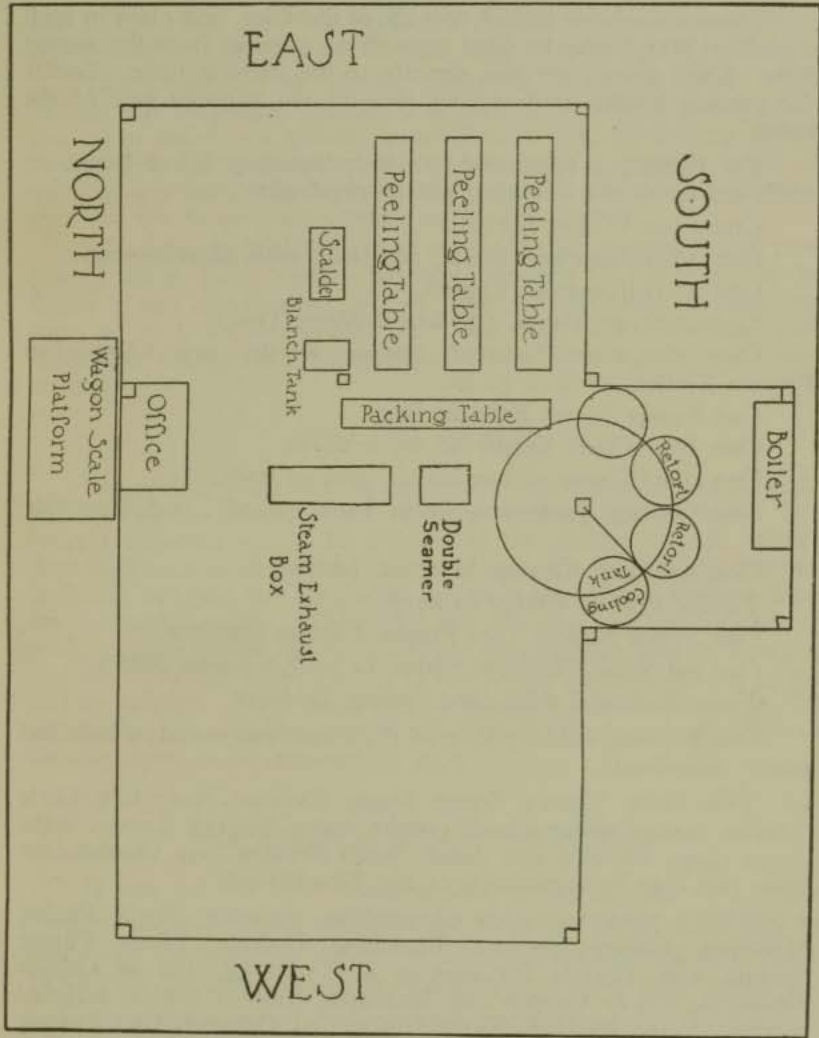 EAST
NORTH
SOUTH
Peeling Table
Peeling Table
Peeling Table
Scalder
Blanch Tank
Packing Table
Wagon Scale
Platform
Office
Steam Exhaust
Box
Double
Seamer
Retort
Retort
Cooling
Tank
Boiler
WEST